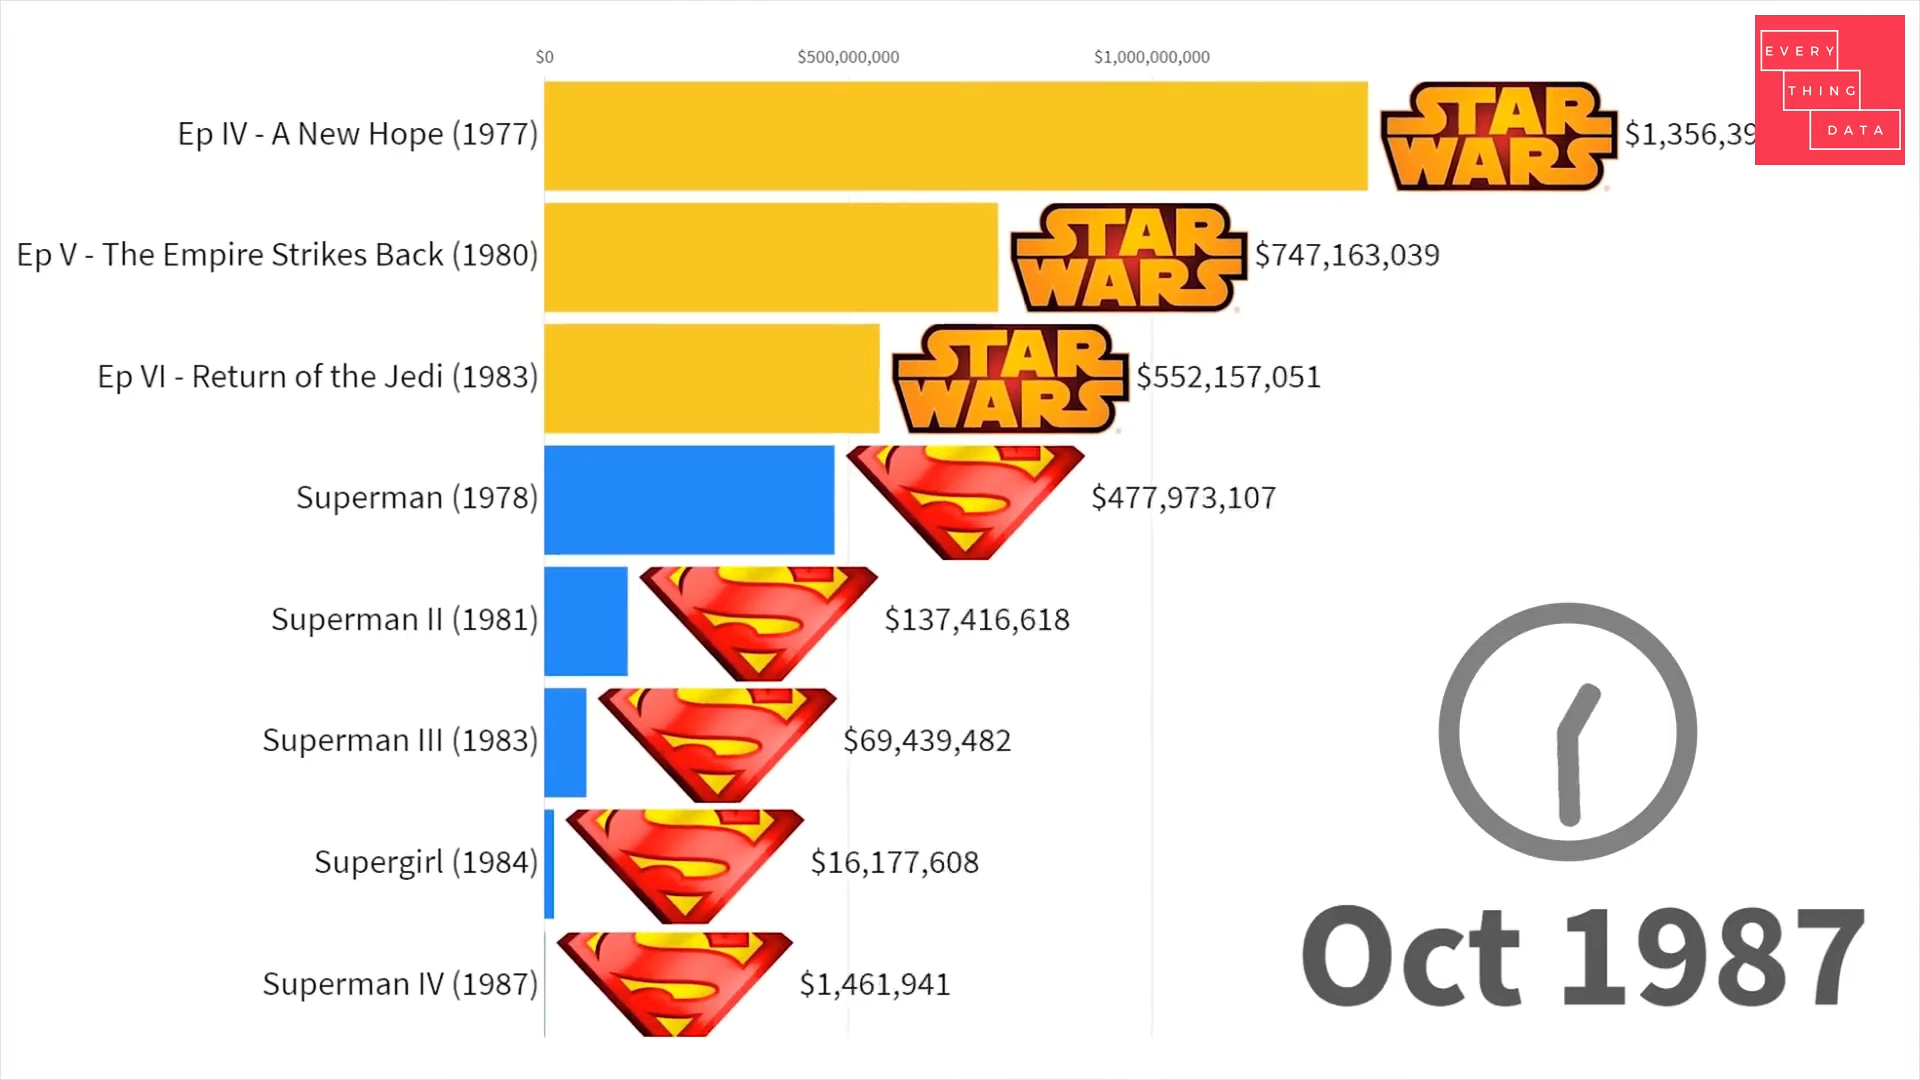 $0 $500,000,000 $1,000,000,000
EVERY
THING
DATA
Ep IV - A New Hope (1977) STAR WARS $1,356,39
Ep V - The Empire Strikes Back (1980) STAR WARS $747,163,039
Ep VI - Return of the Jedi (1983) STAR WARS $552,157,051
Superman (1978) S $477,973,107
Superman II (1981) S $137,416,618
Superman III (1983) S $69,439,482
Supergirl (1984) S $16,177,608
Superman IV (1987) S $1,461,941
Oct 1987